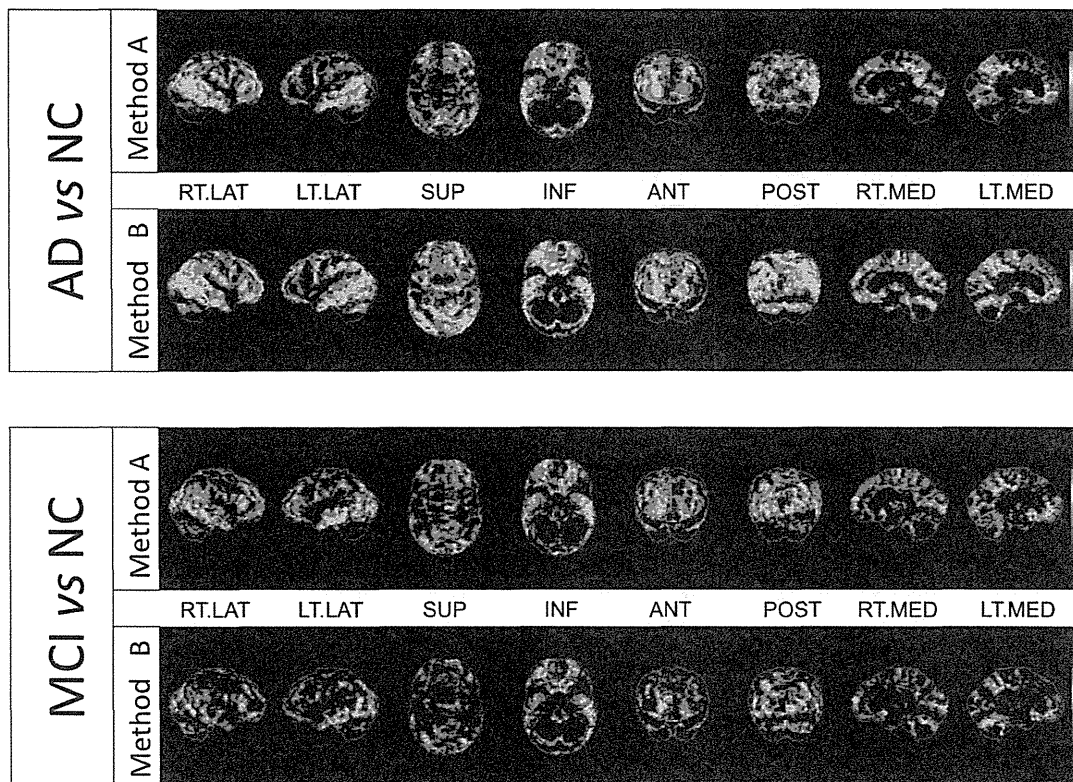 AD vs NC
Method A
RT.LAT LT.LAT SUP INF ANT POST RT.MED LT.MED
Method B
MCI vs NC
Method A
RT.LAT LT.LAT SUP INF ANT POST RT.MED LT.MED
Method B